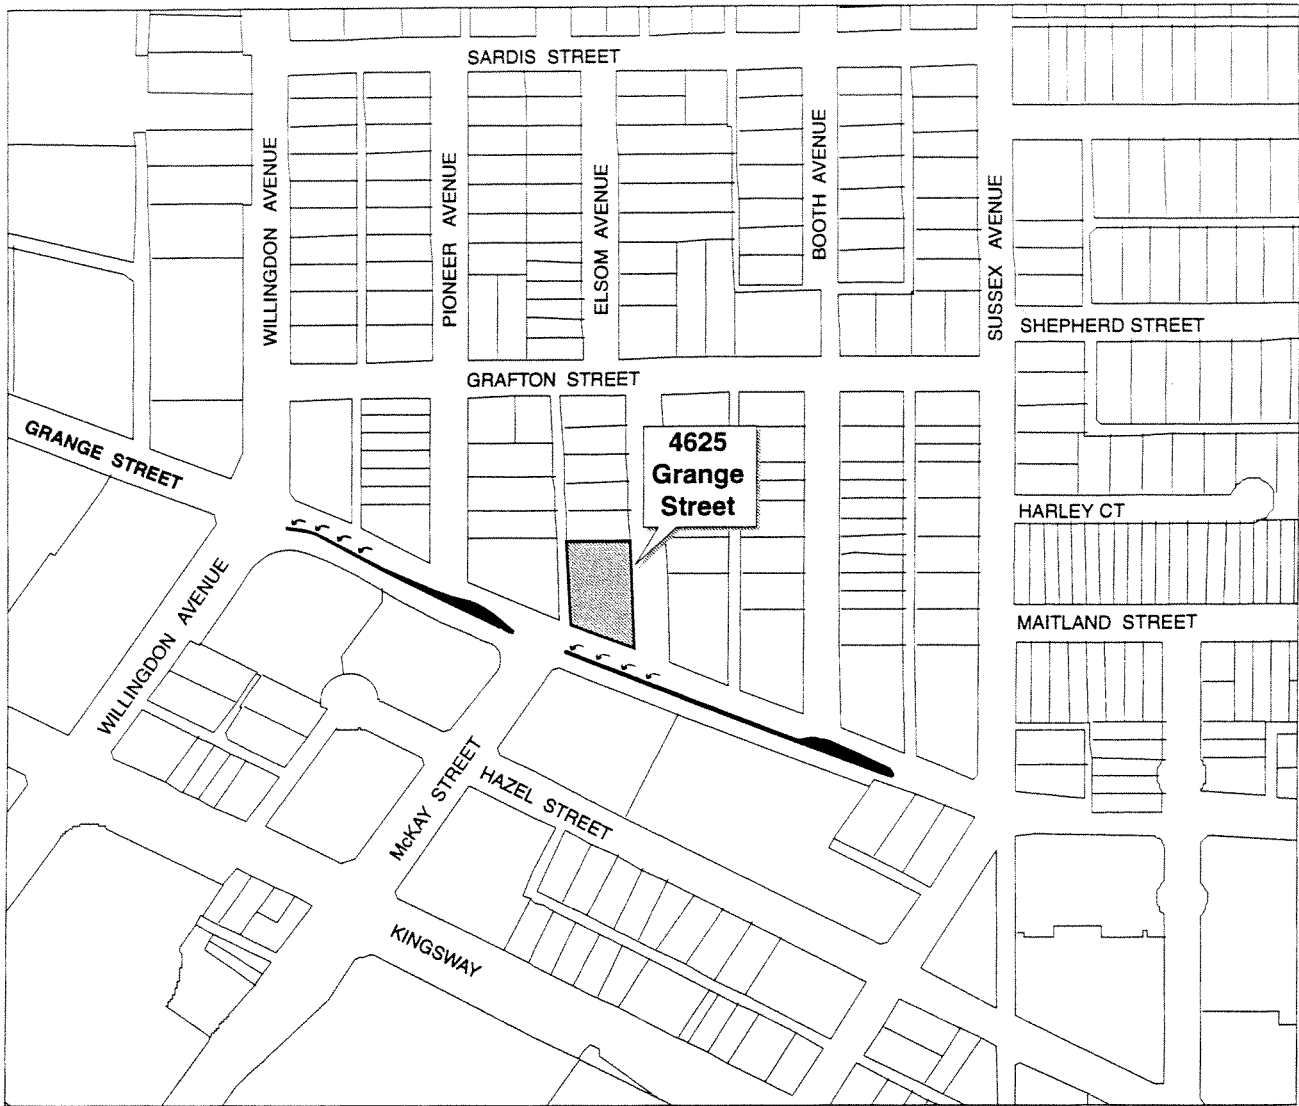 SARDIS STREET
WILLINGDON AVENUE
PIONEER AVENUE
ELSOM AVENUE
BOOTH AVENUE
SUSSEX AVENUE
SHEPHERD STREET
GRAFTON STREET
GRANGE STREET
4625
Grange
Street
HARLEY CT
MAITLAND STREET
WILLINGDON AVENUE
McKAY STREET
HAZEL STREET
KINGSWAY